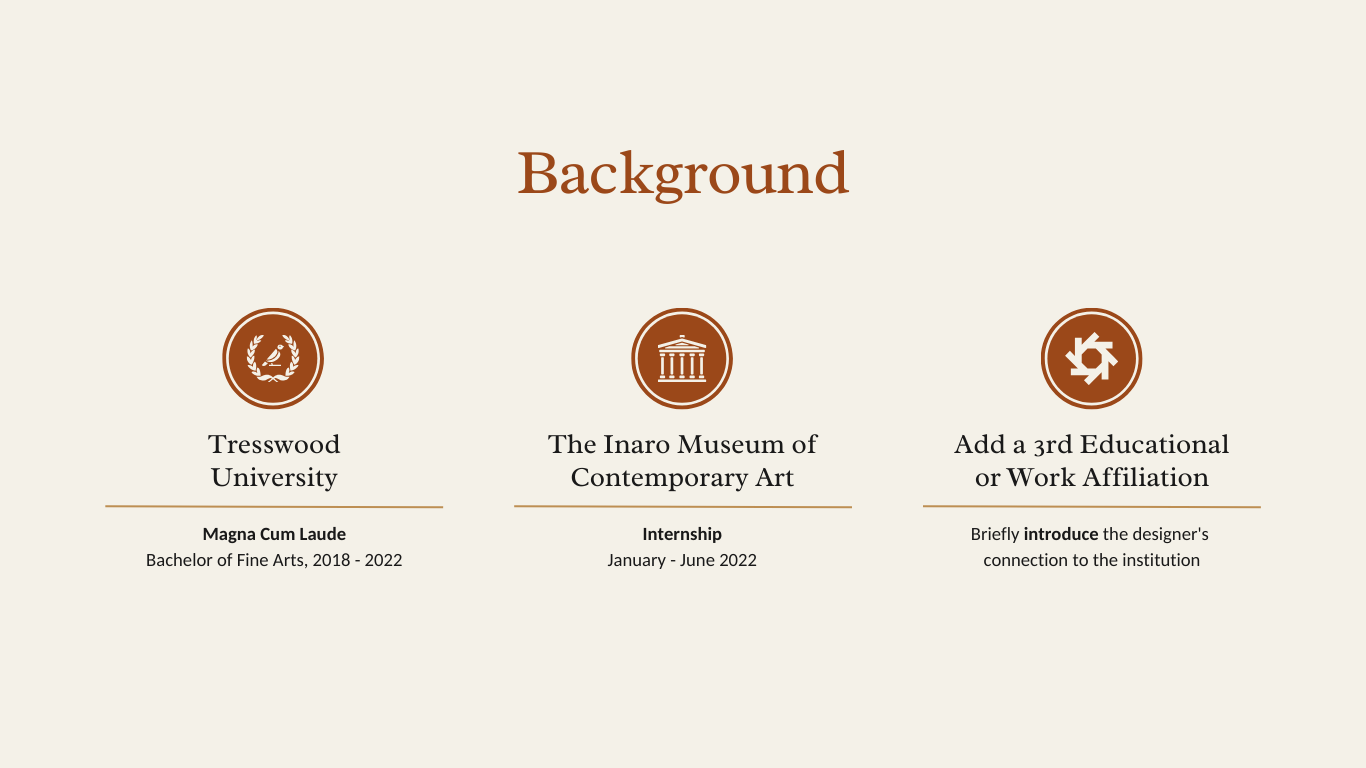 Background
Tresswood
University
Magna Cum Laude
Bachelor of Fine Arts, 2018 - 2022
The Inaro Museum of
Contemporary Art
Internship
January - June 2022
Add a 3rd Educational
or Work Affiliation
Briefly introduce the designer's
connection to the institution